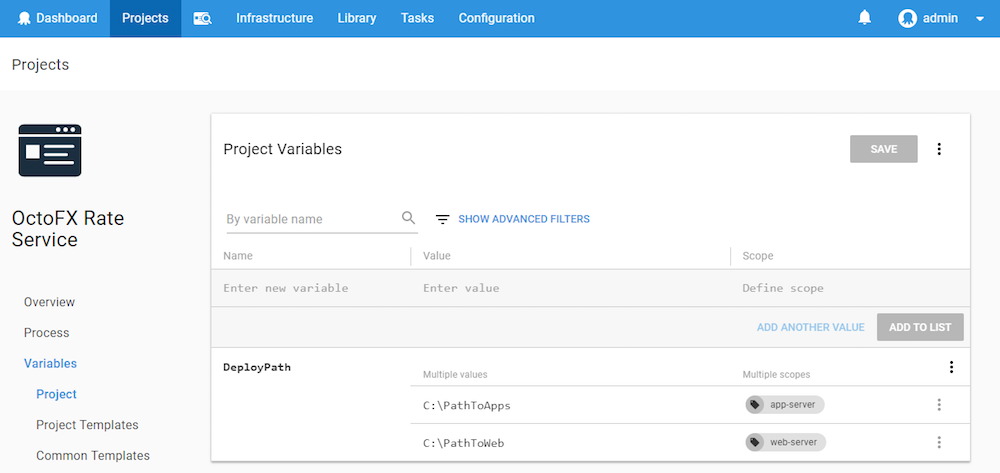 Dashboard Projects Infrastructure Library Tasks Configuration admin
Projects
OctoFX Rate
Service
Overview
Process
Variables
Project
Project Templates
Common Templates
Project Variables SAVE
By variable name SHOW ADVANCED FILTERS
Name Value Scope
Enter new variable Enter value Define scope
ADD ANOTHER VALUE ADD TO LIST
DeployPath Multiple values Multiple scopes
C:\PathToApps app-server
C:\PathToWeb web-server